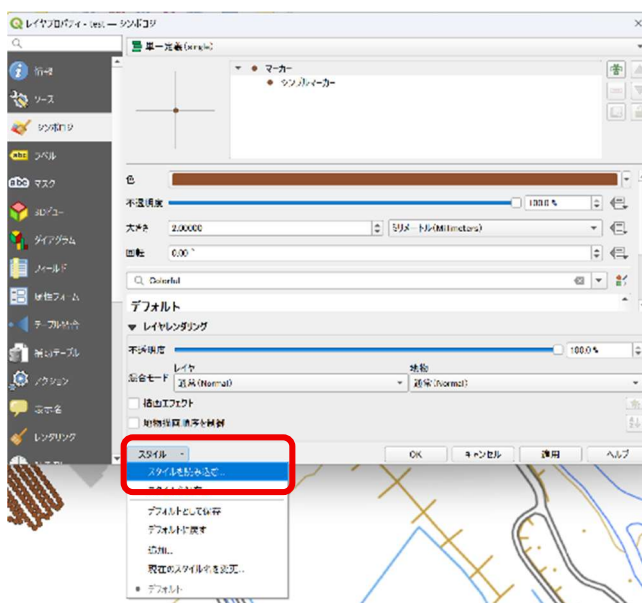 レイヤプロパティ - test — シンボロジ
単一定義(single)
情報
ソース
シンボロジ
abc ラベル
abc マスク
3Dビュー
ダイアグラム
フィールド
属性フォーム
テーブル結合
補助テーブル
アクション
表示名
レンダリング
マーカー
シンプルマーカー
色
不透明度 100.0 %
大きさ 2.00000 ミリメートル(Millimeters)
回転 0.00 °
Colorful
デフォルト
レイヤレンダリング
不透明度 100.0 %
混合モード
レイヤ
通常(Normal)
地物
通常(Normal)
描画エフェクト
地物描画順序を制御
スタイル OK キャンセル 適用 ヘルプ
スタイルを読み込む...
デフォルトとして保存
デフォルトに戻す
追加...
現在のスタイル名を変更...
デフォルト